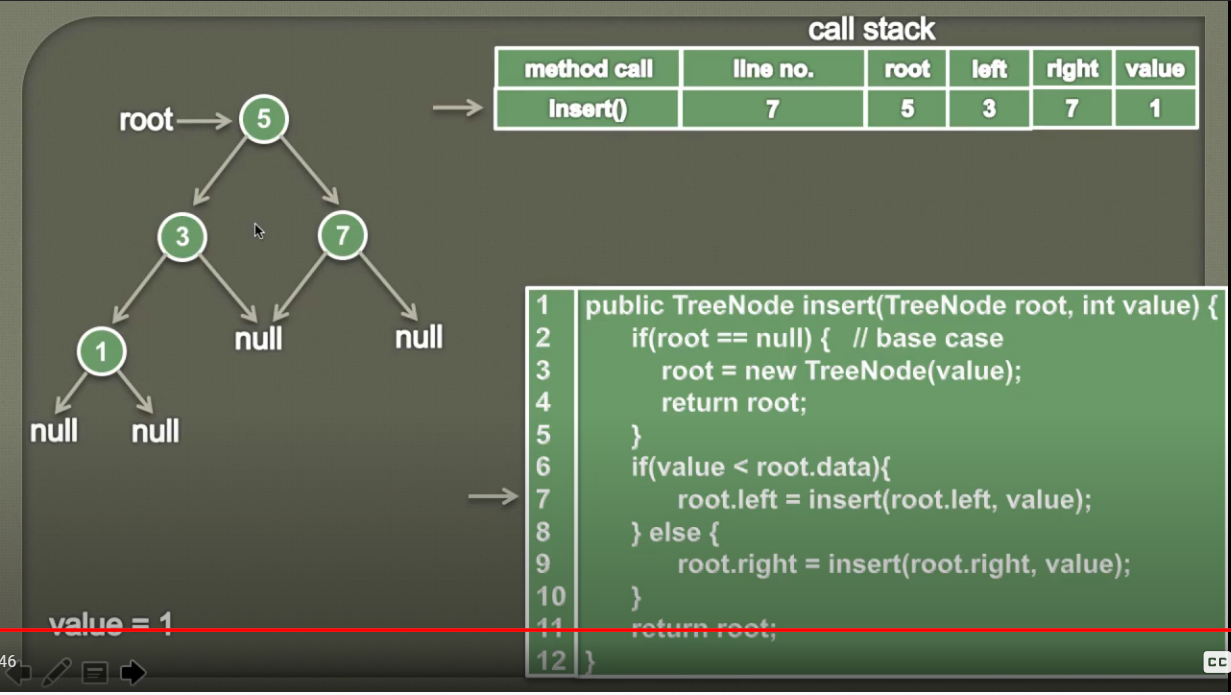 call stack
method call line no. root left right value
insert() 7 5 3 7 1
root 5
3 7
1 null null
null null
1 public TreeNode insert(TreeNode root, int value) {
2 if(root == null) { // base case
3 root = new TreeNode(value);
4 return root;
5 }
6 if(value < root.data){
7 root.left = insert(root.left, value);
8 } else {
9 root.right = insert(root.right, value);
10 }
11 return root;
12 }
value = 1
46
CC